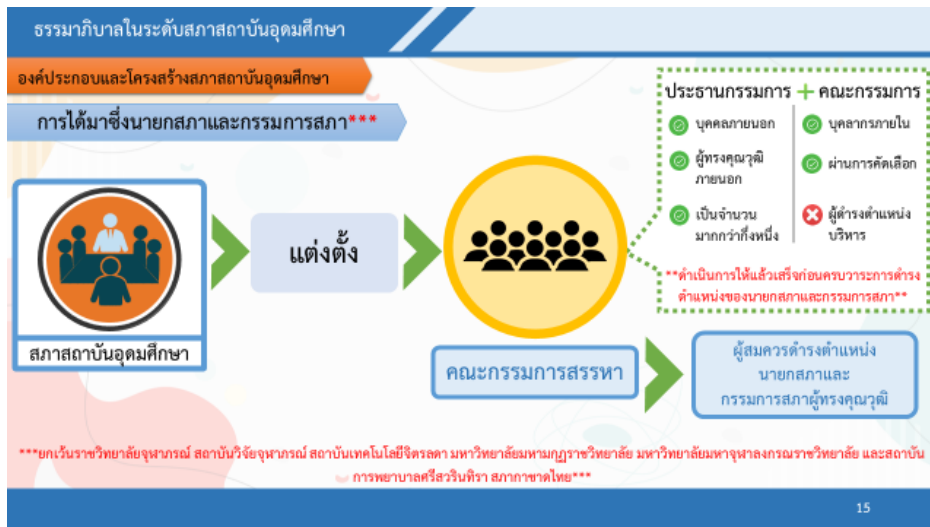 ธรรมาภิบาลในระดับสภาสถาบันอุดมศึกษา
องค์ประกอบและโครงสร้างสภาสถาบันอุดมศึกษา
การได้มาซึ่งนายกสภาและกรรมการสภา***
ประธานกรรมการ + คณะกรรมการ
บุคคลภายนอก
ผู้ทรงคุณวุฒิ
ภายนอก
เป็นจำนวน
มากกว่ากึ่งหนึ่ง
บุคลากรภายใน
ผ่านการคัดเลือก
ผู้ดำรงตำแหน่ง
บริหาร
**ดำเนินการให้แล้วเสร็จก่อนครบวาระการดำรง
ตำแหน่งของนายกสภาและกรรมการสภา**
สภาสถาบันอุดมศึกษา
แต่งตั้ง
คณะกรรมการสรรหา
ผู้สมควรดำรงตำแหน่ง
นายกสภาและ
กรรมการสภาผู้ทรงคุณวุฒิ
***ยกเว้นราชวิทยาลัยจุฬาภรณ์ สถาบันวิจัยจุฬาภรณ์ สถาบันเทคโนโลยีจิตรลดา มหาวิทยาลัยมหามกุฏราชวิทยาลัย มหาวิทยาลัยมหาจุฬาลงกรณราชวิทยาลัย และสถาบัน
การพยาบาลศรีสวรินทิรา สภากาชาดไทย***
15